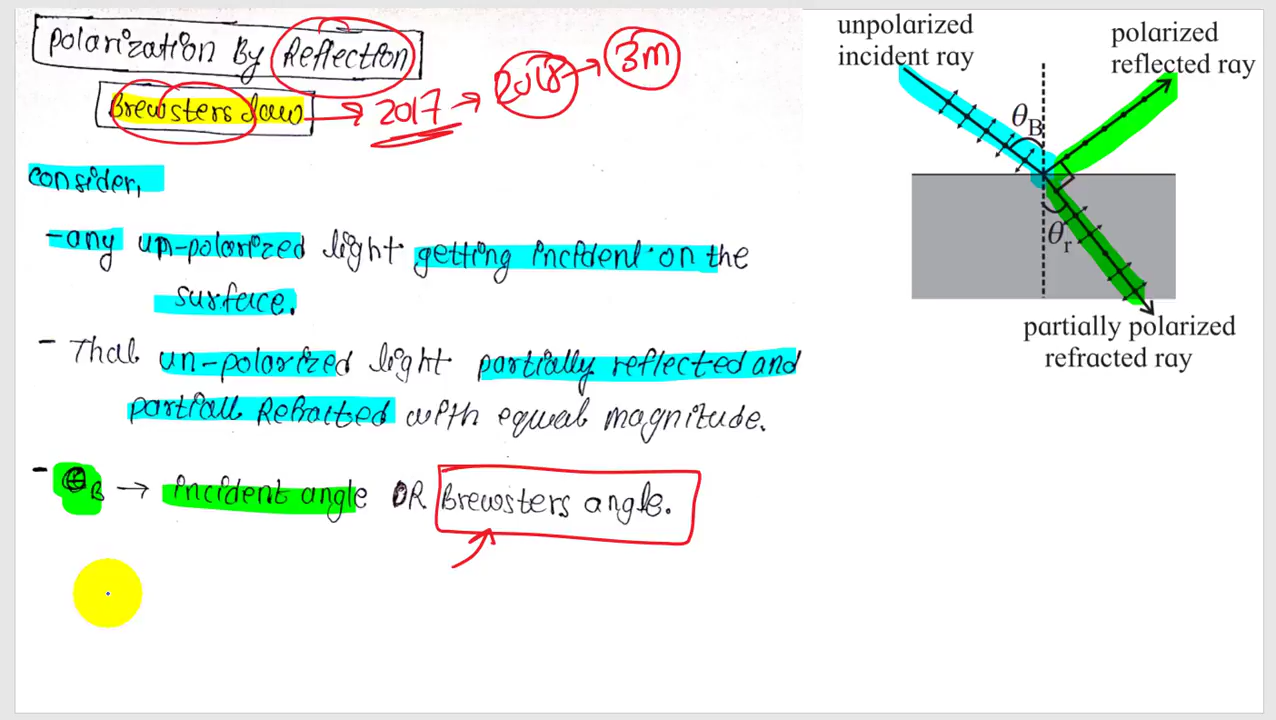 polarization By Reflection
Brewsters law → 2017 → 2018 → 3m
consider,
- any un-polarized light getting incident on the
surface.
- That un-polarized light partially reflected and
partiall Refracted with equal magnitude.
- θB → incident angle OR Brewsters angle.
unpolarized
incident ray
polarized
reflected ray
θB
θr
partially polarized
refracted ray